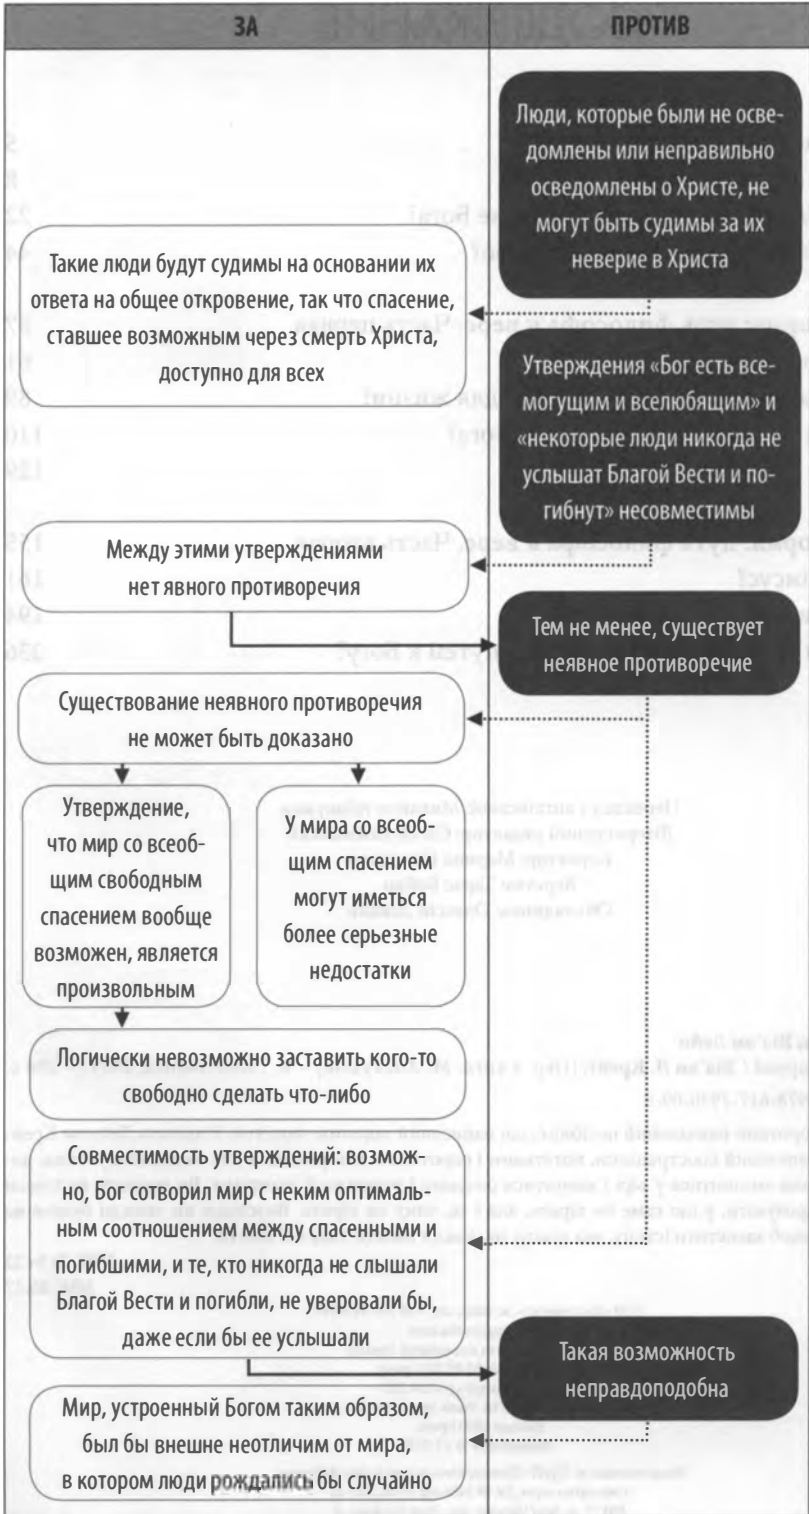 ЗА
ПРОТИВ
Люди, которые были не осве-
домлены или неправильно
осведомлены о Христе, не
могут быть судимы за их
неверие в Христа
Такие люди будут судимы на основании их
ответа на общее откровение, так что спасение,
ставшее возможным через смерть Христа,
доступно для всех
Утверждения «Бог есть все-
могущим и вселюбящим» и
«некоторые люди никогда не
услышат Благой Вести и по-
гибнут» несовместимы
Между этими утверждениями
нет явного противоречия
Тем не менее, существует
неявное противоречие
Существование неявного противоречия
не может быть доказано
Утверждение,
что мир со всеоб-
щим свободным
спасением вообще
возможен, является
произвольным
У мира со всеоб-
щим спасением
могут иметься
более серьезные
недостатки
Логически невозможно заставить кого-то
свободно сделать что-либо
Совместимость утверждений: возмож-
но, Бог сотворил мир с неким оптималь-
ным соотношением между спасенными и
погибшими, и те, кто никогда не слышали
Благой Вести и погибли, не уверовали бы,
даже если бы ее услышали
Такая возможность
неправдоподобна
Мир, устроенный Богом таким образом,
был бы внешне неотличим от мира,
в котором люди рождались бы случайно